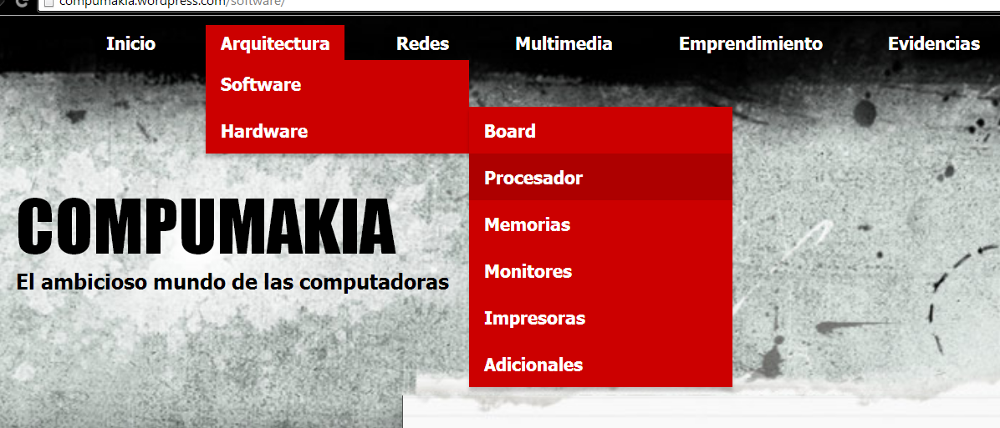 compumakia.wordpress.com/software/
Inicio Arquitectura Redes Multimedia Emprendimiento Evidencias
Software
Hardware Board
Procesador
Memorias
Monitores
Impresoras
Adicionales
COMPUMAKIA
El ambicioso mundo de las computadoras